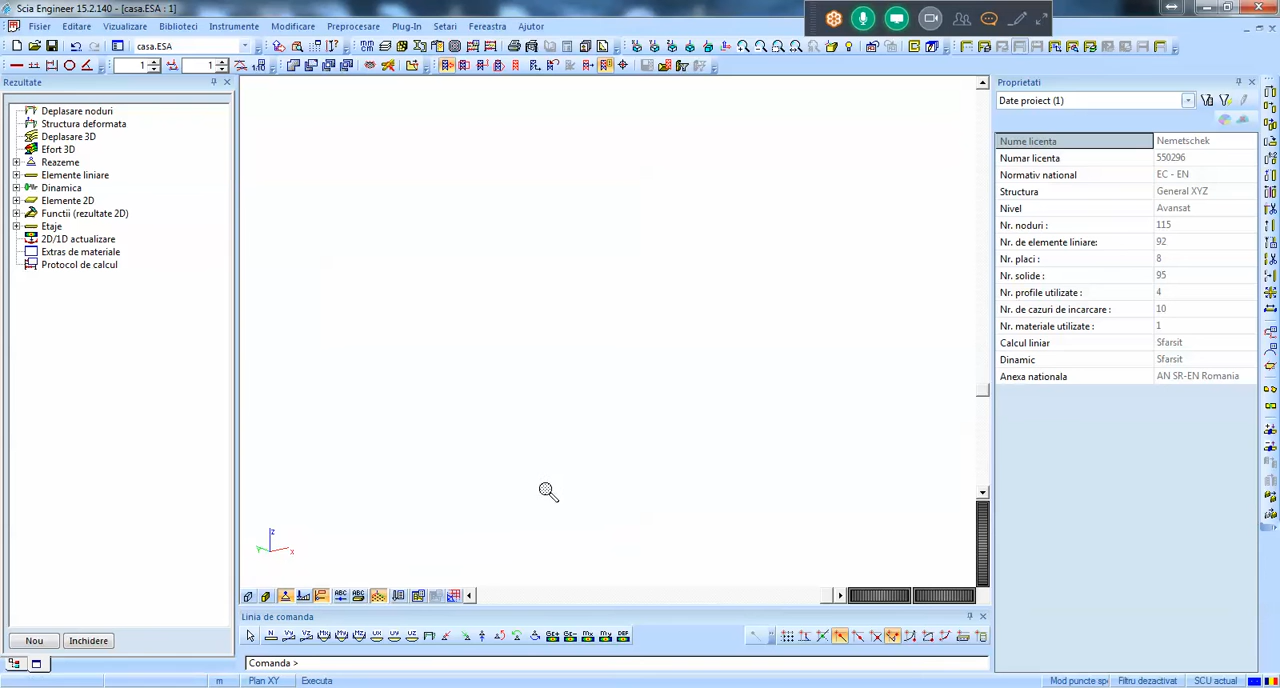 Scia Engineer 15.2.140 - [casa.ESA : 1]
Fisier Editare Vizualizare Biblioteci Instrumente Modificare Preprocesare Plug-In Setari Fereastra Ajutor
casa.ESA
1 1
Rezultate
Deplasare noduri
Structura deformata
Deplasare 3D
Efort 3D
Reazeme
Elemente liniare
Dinamica
Elemente 2D
Functii (rezultate 2D)
Etaje
2D/1D actualizare
Extras de materiale
Protocol de calcul
Nou Inchidere
z
Y x
Proprietati
Date proiect (1)
Nume licenta Nemetschek
Numar licenta 550296
Normativ national EC - EN
Structura General XYZ
Nivel Avansat
Nr. noduri : 115
Nr. de elemente liniare: 92
Nr. placi : 8
Nr. solide : 95
Nr. profile utilizate : 4
Nr. de cazuri de incarcare : 10
Nr. materiale utilizate : 1
Calcul liniar Sfarsit
Dinamic Sfarsit
Anexa nationala AN SR-EN Romania
Linia de comanda
Comanda >
m Plan XY Executa Mod puncte sp Filtru dezactivat SCU actual